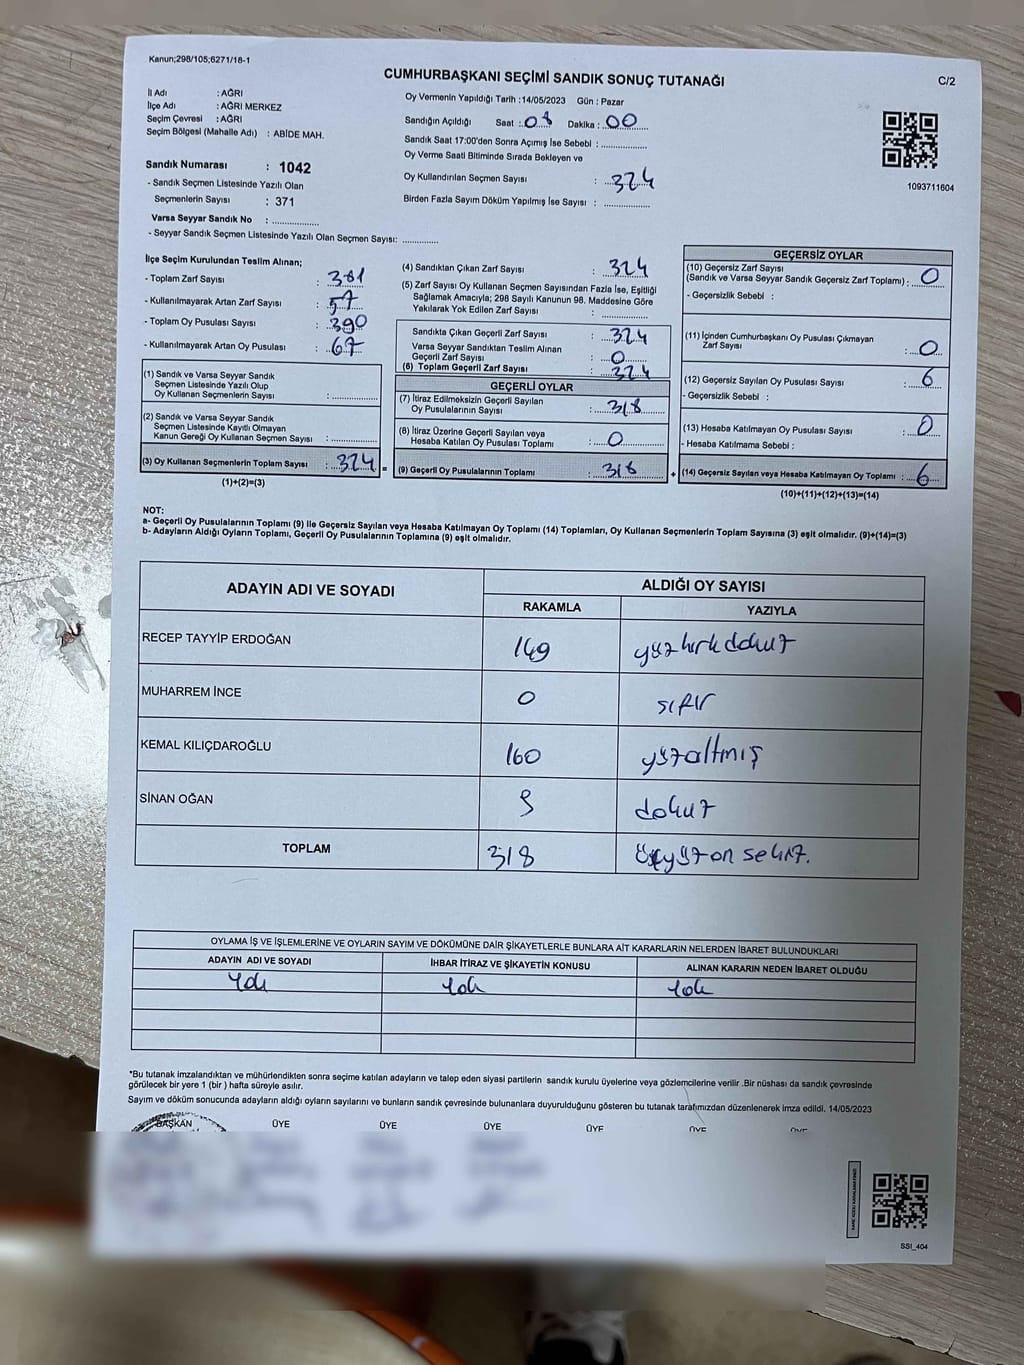 Kanun;298/105;6271/18-1
CUMHURBAŞKANI SEÇİMİ SANDIK SONUÇ TUTANAĞI
C/2
İl Adı : AĞRI
İlçe Adı : AĞRI MERKEZ
Seçim Çevresi : AĞRI
Seçim Bölgesi (Mahalle Adı) : ABİDE MAH.
Sandık Numarası : 1042
- Sandık Seçmen Listesinde Yazılı Olan
Seçmenlerin Sayısı : 371
Varsa Seyyar Sandık No : ..............
- Seyyar Sandık Seçmen Listesinde Yazılı Olan Seçmen Sayısı: ............
Oy Vermenin Yapıldığı Tarih :14/05/2023 Gün : Pazar
Sandığın Açıldığı Saat : 08 Dakika : 00
Sandık Saat 17:00'den Sonra Açımış İse Sebebi : ..............
Oy Verme Saati Bitiminde Sırada Bekleyen ve
Oy Kullandırılan Seçmen Sayısı : 324
Birden Fazla Sayım Döküm Yapılmış İse Sayısı : ..............
1093711604
İlçe Seçim Kurulundan Teslim Alınan;
- Toplam Zarf Sayısı : 381
- Kullanılmayarak Artan Zarf Sayısı : 57
- Toplam Oy Pusulası Sayısı : 390
- Kullanılmayarak Artan Oy Pusulası : 67
(1) Sandık ve Varsa Seyyar Sandık
Seçmen Listesinde Yazılı Olup
Oy Kullanan Seçmenlerin Sayısı : ..............
(2) Sandık ve Varsa Seyyar Sandık
Seçmen Listesinde Kayıtlı Olmayan
Kanun Gereği Oy Kullanan Seçmen Sayısı : ..............
(3) Oy Kullanan Seçmenlerin Toplam Sayısı : 324 =
(1)+(2)=(3)
(4) Sandıktan Çıkan Zarf Sayısı : 324
(5) Zarf Sayısı Oy Kullanan Seçmen Sayısından Fazla İse, Eşitliği
Sağlamak Amacıyla; 298 Sayılı Kanunun 98. Maddesine Göre
Yakılarak Yok Edilen Zarf Sayısı : ..............
Sandıkta Çıkan Geçerli Zarf Sayısı : 324
Varsa Seyyar Sandıktan Teslim Alınan
Geçerli Zarf Sayısı : 0
(6) Toplam Geçerli Zarf Sayısı : 324
GEÇERLİ OYLAR
(7) İtiraz Edilmeksizin Geçerli Sayılan
Oy Pusulalarının Sayısı : 318
(8) İtiraz Üzerine Geçerli Sayılan veya
Hesaba Katılan Oy Pusulası Toplamı : 0
(9) Geçerli Oy Pusulalarının Toplamı : 318 +
GEÇERSİZ OYLAR
(10) Geçersiz Zarf Sayısı
(Sandık ve Varsa Seyyar Sandık Geçersiz Zarf Toplamı) : 0
- Geçersizlik Sebebi :
(11) İçinden Cumhurbaşkanı Oy Pusulası Çıkmayan
Zarf Sayısı : 0
(12) Geçersiz Sayılan Oy Pusulası Sayısı : 6
- Geçersizlik Sebebi :
(13) Hesaba Katılmayan Oy Pusulası Sayısı : 0
- Hesaba Katılmama Sebebi :
(14) Geçersiz Sayılan veya Hesaba Katılmayan Oy Toplamı : 6
(10)+(11)+(12)+(13)=(14)
NOT:
a- Geçerli Oy Pusulalarının Toplamı (9) ile Geçersiz Sayılan veya Hesaba Katılmayan Oy Toplamı (14) Toplamları, Oy Kullanan Seçmenlerin Toplam Sayısına (3) eşit olmalıdır. (9)+(14)=(3)
b- Adayların Aldığı Oyların Toplamı, Geçerli Oy Pusulalarının Toplamına (9) eşit olmalıdır.
ADAYIN ADI VE SOYADI ALDIĞI OY SAYISI
RAKAMLA YAZIYLA
RECEP TAYYİP ERDOĞAN 149 yüzkırkdokuz
MUHARREM İNCE 0 sıfır
KEMAL KILIÇDAROĞLU 160 yüzaltmış
SİNAN OĞAN 9 dokuz
TOPLAM 318 üçyüzon sekiz.
OYLAMA İŞ VE İŞLEMLERİNE VE OYLARIN SAYIM VE DÖKÜMÜNE DAİR ŞİKAYETLERLE BUNLARA AİT KARARLARIN NELERDEN İBARET BULUNDUKLARI
ADAYIN ADI VE SOYADI İHBAR İTİRAZ VE ŞİKAYETİN KONUSU ALINAN KARARIN NEDEN İBARET OLDUĞU
Yok Yok Yok
*Bu tutanak imzalandıktan ve mühürlendikten sonra seçime katılan adayların ve talep eden siyasi partilerin sandık kurulu üyelerine veya gözlemcilerine verilir .Bir nüshası da sandık çevresinde
görülecek bir yere 1 (bir ) hafta süreyle asılır.
Sayım ve döküm sonucunda adayların aldığı oyların sayılarını ve bunların sandık çevresinde bulunanlara duyurulduğunu gösteren bu tutanak tarafımızdan düzenlenerek imza edildi. 14/05/2023
BAŞKAN ÜYE ÜYE ÜYE ÜYE ÜYE ÜYE
SSI_404